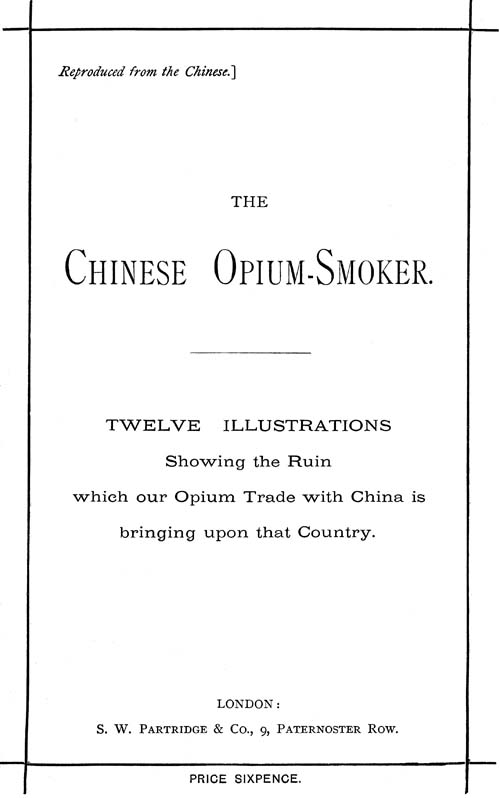 Reproduced from the Chinese.]
THE
CHINESE OPIUM-SMOKER.
TWELVE ILLUSTRATIONS
Showing the Ruin
which our Opium Trade with China is
bringing upon that Country.
LONDON:
S. W. PARTRIDGE & CO., 9, PATERNOSTER ROW.
PRICE SIXPENCE.